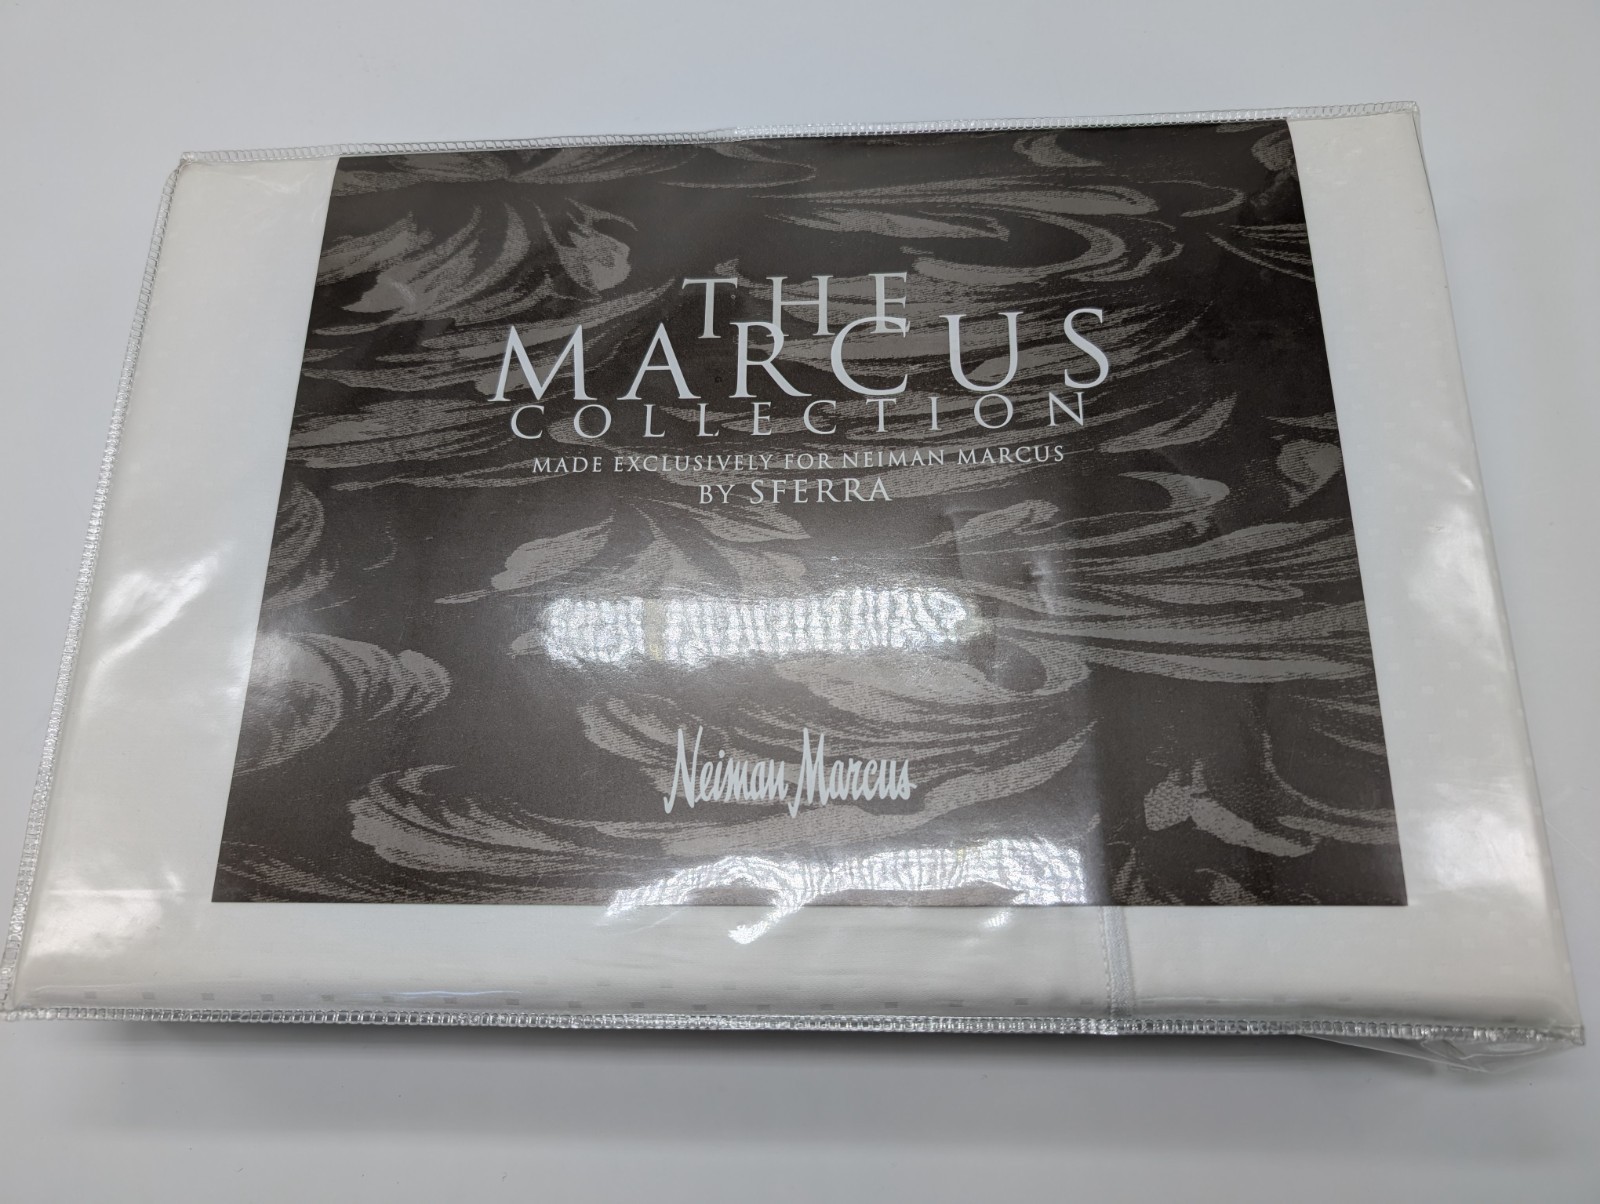 THE
MARCUS
COLLECTION
MADE EXCLUSIVELY FOR NEIMAN MARCUS
BY SFERRA
Neiman Marcus